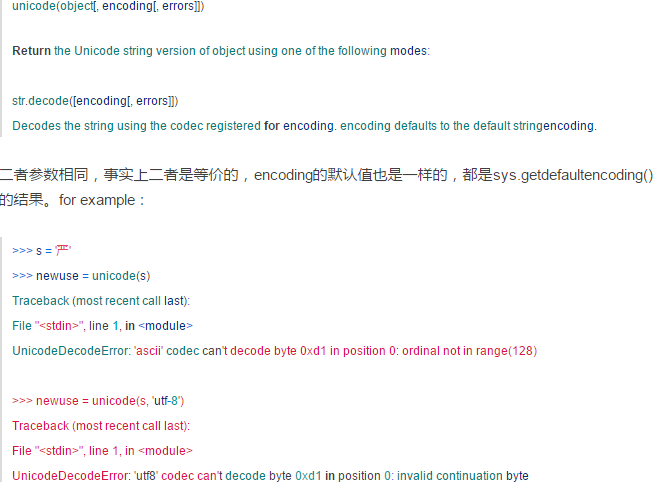 unicode(object[, encoding[, errors]])
Return the Unicode string version of object using one of the following modes:
str.decode([encoding[, errors]])
Decodes the string using the codec registered for encoding. encoding defaults to the default stringencoding.
二者参数相同，事实上二者是等价的，encoding的默认值也是一样的，都是sys.getdefaultencoding()
的结果。for example：
>>> s = '严'
>>> newuse = unicode(s)
Traceback (most recent call last):
File "<stdin>", line 1, in <module>
UnicodeDecodeError: 'ascii' codec can't decode byte 0xd1 in position 0: ordinal not in range(128)
>>> newuse = unicode(s, 'utf-8')
Traceback (most recent call last):
File "<stdin>", line 1, in <module>
UnicodeDecodeError: 'utf8' codec can't decode byte 0xd1 in position 0: invalid continuation byte